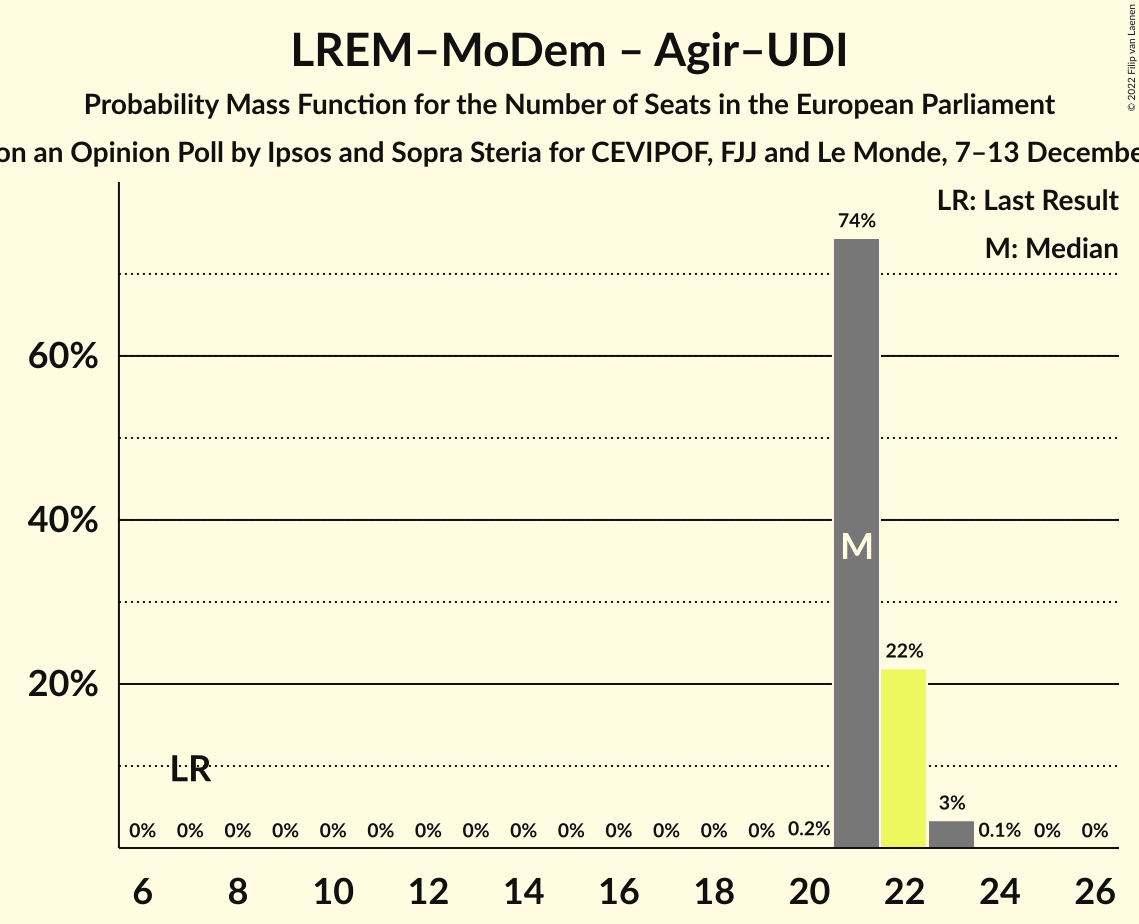 LREM–MoDem – Agir–UDI
Probability Mass Function for the Number of Seats in the European Parliament
on an Opinion Poll by Ipsos and Sopra Steria for CEVIPOF, FJJ and Le Monde, 7–13 Decembe
© 2022 Filip van Laenen
LR: Last Result
M: Median
74%
60%
40%
M
22%
20%
LR
3%
0% 0% 0% 0% 0% 0% 0% 0% 0% 0% 0% 0% 0% 0% 0.2% 0.1% 0% 0%
6 8 10 12 14 16 18 20 22 24 26